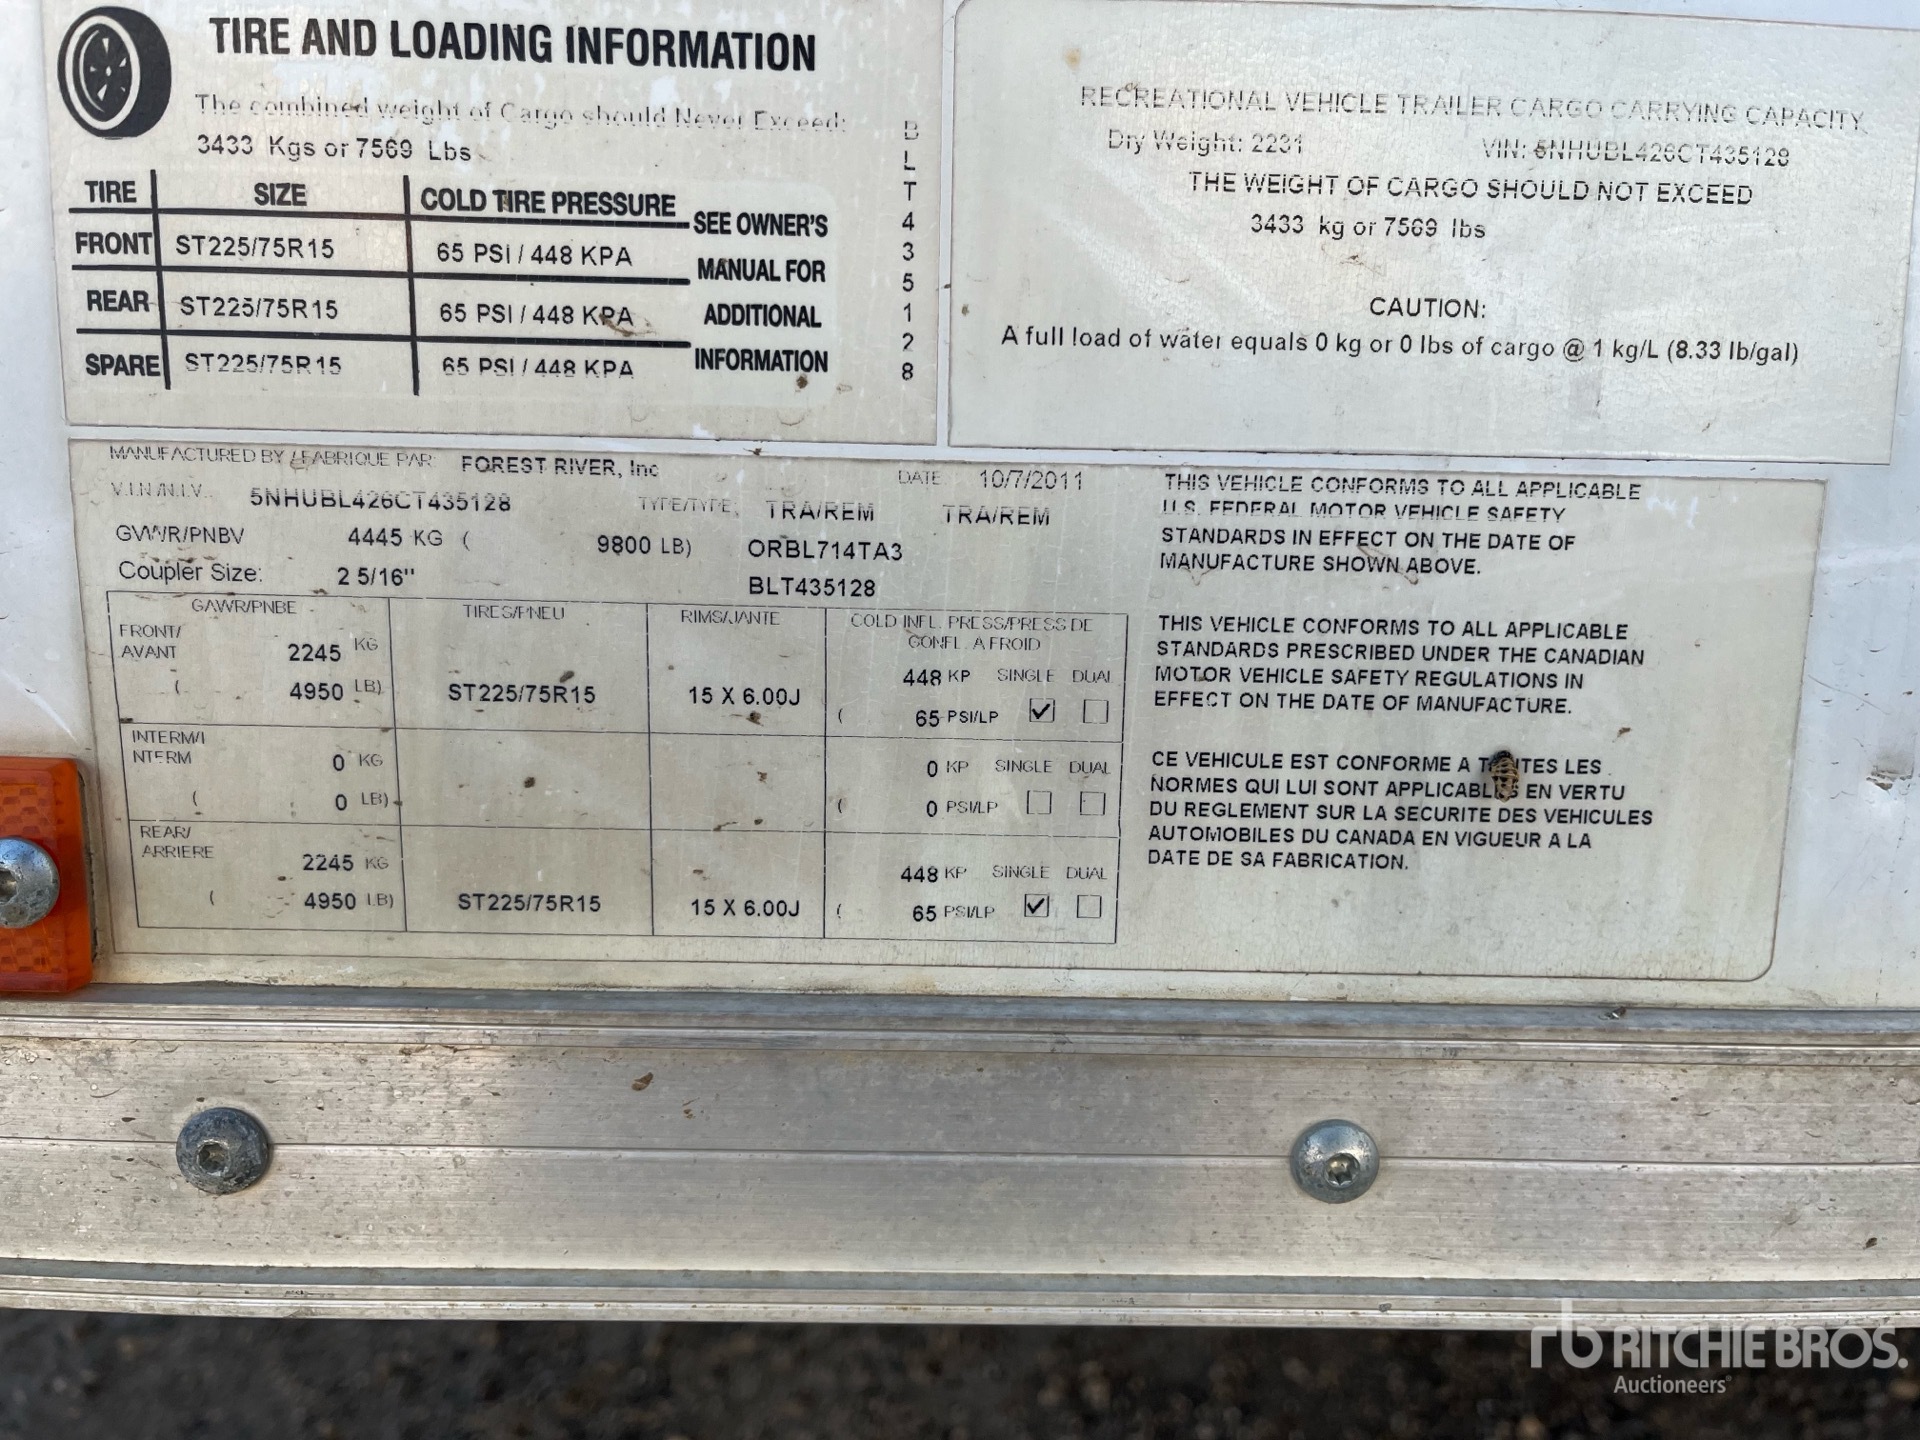 TIRE AND LOADING INFORMATION
The combined weight of Cargo should Never Exceed:
3433 Kgs or 7569 Lbs
TIRE SIZE COLD TIRE PRESSURE
FRONT ST225/75R15 65 PSI / 448 KPA
REAR ST225/75R15 65 PSI / 448 KPA
SPARE ST225/75R15 65 PSI / 448 KPA
SEE OWNER'S
MANUAL FOR
ADDITIONAL
INFORMATION
BLT435128
RECREATIONAL VEHICLE TRAILER CARGO CARRYING CAPACITY
Dry Weight: 2231 VIN: 5NHUBL426CT435128
THE WEIGHT OF CARGO SHOULD NOT EXCEED
3433 kg or 7569 lbs
CAUTION:
A full load of water equals 0 kg or 0 lbs of cargo @ 1 kg/L (8.33 lb/gal)
MANUFACTURED BY / FABRIQUE PAR: FOREST RIVER, Inc DATE 10/7/2011
V.I.N./N.I.V. 5NHUBL426CT435128 TYPE/TYPE: TRA/REM TRA/REM
GVWR/PNBV 4445 KG ( 9800 LB) ORBL714TA3
Coupler Size: 2 5/16" BLT435128
GAWR/PNBE TIRES/PNEU RIMS/JANTE COLD INFL. PRESS/PRESS DE
GONFL. A FROID
FRONT/
AVANT 2245 KG 448 KP SINGLE DUAL
( 4950 LB) ST225/75R15 15 X 6.00J ( 65 PSI/LP
INTERM/I
NTERM 0 KG 0 KP SINGLE DUAL
( 0 LB) ( 0 PSI/LP
REAR/
ARRIERE 2245 KG 448 KP SINGLE DUAL
( 4950 LB) ST225/75R15 15 X 6.00J ( 65 PSI/LP
THIS VEHICLE CONFORMS TO ALL APPLICABLE
U.S. FEDERAL MOTOR VEHICLE SAFETY
STANDARDS IN EFFECT ON THE DATE OF
MANUFACTURE SHOWN ABOVE.
THIS VEHICLE CONFORMS TO ALL APPLICABLE
STANDARDS PRESCRIBED UNDER THE CANADIAN
MOTOR VEHICLE SAFETY REGULATIONS IN
EFFECT ON THE DATE OF MANUFACTURE.
CE VEHICULE EST CONFORME A TOUTES LES
NORMES QUI LUI SONT APPLICABLES EN VERTU
DU REGLEMENT SUR LA SECURITE DES VEHICULES
AUTOMOBILES DU CANADA EN VIGUEUR A LA
DATE DE SA FABRICATION.
rb RITCHIE BROS.
Auctioneers